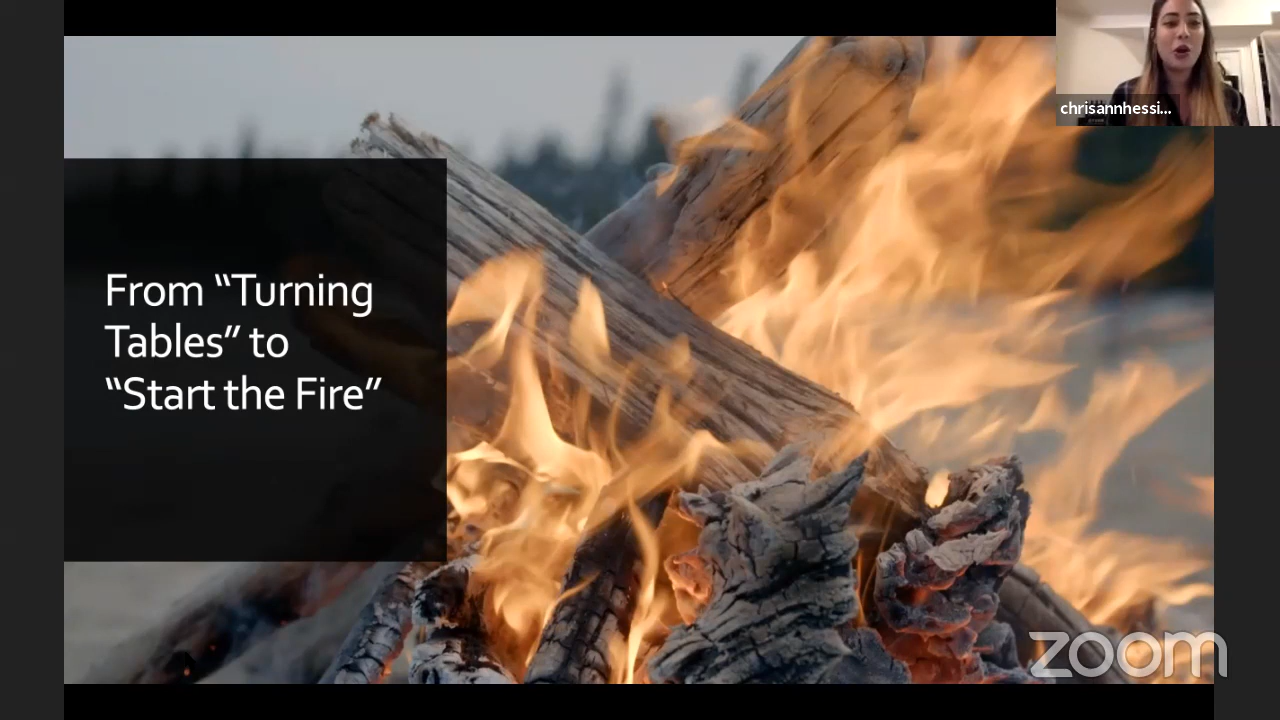 chrisannhessi...
From “Turning
Tables” to
“Start the Fire”
zoom